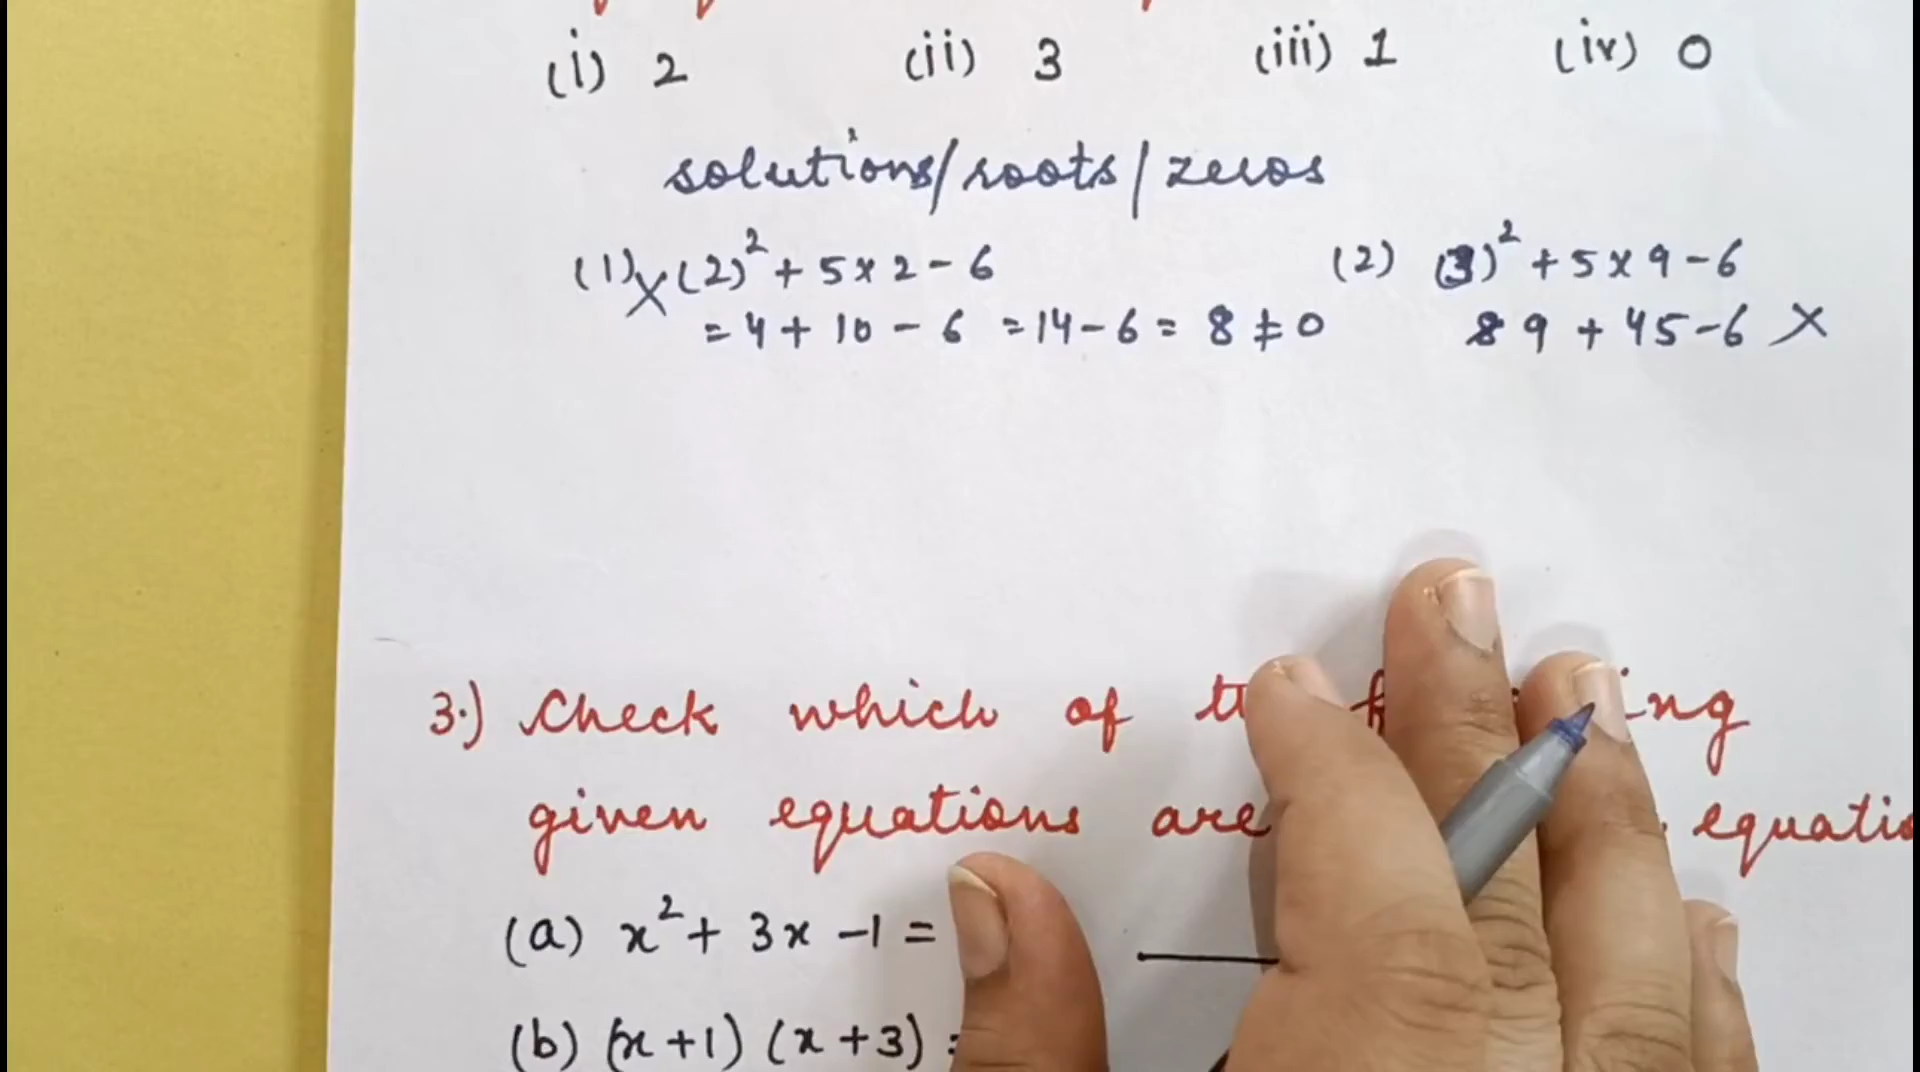 (i) 2 (ii) 3 (iii) 1 (iv) 0
solutions/roots/zeros
(1) × (2)² + 5 × 2 - 6 (2) (3)² + 5 × 9 - 6
= 4 + 10 - 6 = 14 - 6 = 8 ≠ 0 9 + 45 - 6 ×
3.) Check which of
given equations are equatio
(a) x² + 3x - 1 =
(b) (x + 1) (x + 3)